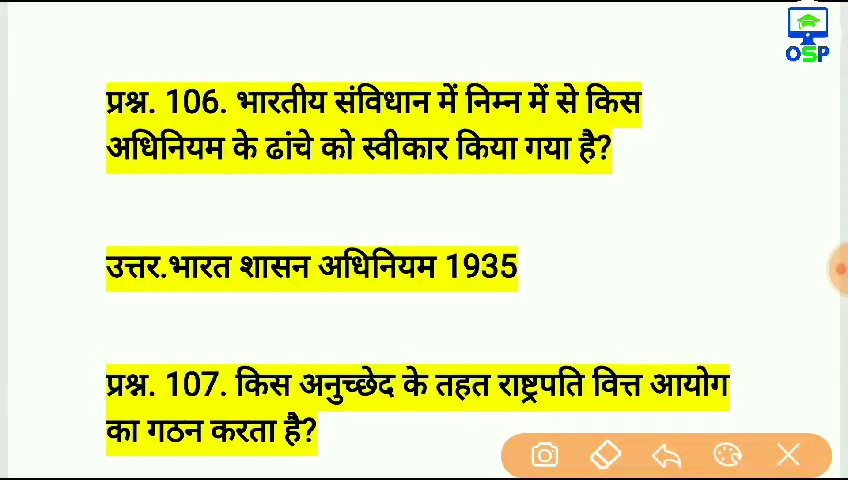 OSP
प्रश्न. 106. भारतीय संविधान में निम्न में से किस
अधिनियम के ढांचे को स्वीकार किया गया है?
उत्तर.भारत शासन अधिनियम 1935
प्रश्न. 107. किस अनुच्छेद के तहत राष्ट्रपति वित्त आयोग
का गठन करता है?